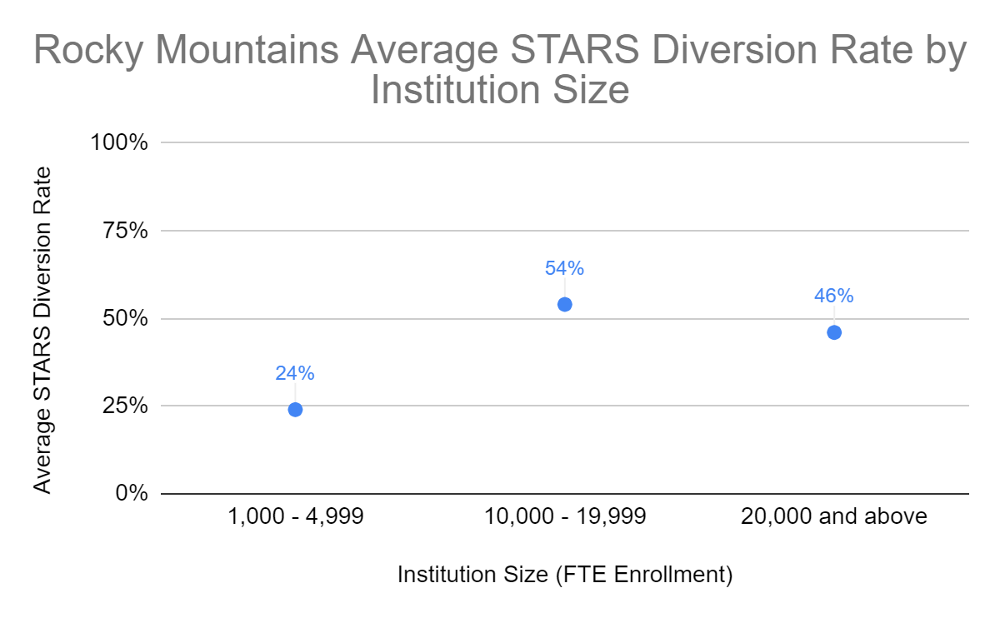 Rocky Mountains Average STARS Diversion Rate by
Institution Size
Average STARS Diversion Rate
100%
75%
50%
25%
0%
24%
54%
46%
1,000 - 4,999
10,000 - 19,999
20,000 and above
Institution Size (FTE Enrollment)